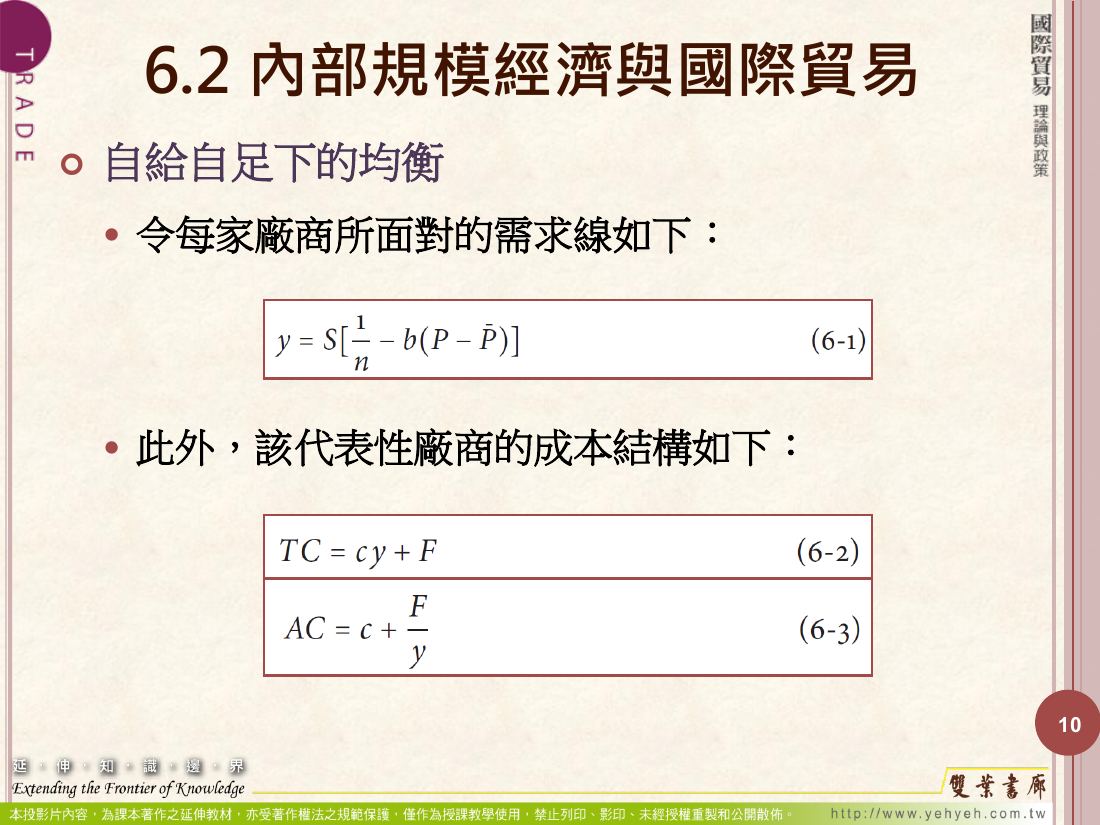 TRADE
6.2 內部規模經濟與國際貿易
國際貿易 理論與政策
自給自足下的均衡
令每家廠商所面對的需求線如下：
y = S[1/n − b(P − P̄)] (6-1)
此外，該代表性廠商的成本結構如下：
TC = cy + F (6-2)
AC = c + F/y (6-3)
10
延・伸・知・識・邊・界
Extending the Frontier of Knowledge
雙葉書廊
本投影片內容，為課本著作之延伸教材，亦受著作權法之規範保護，僅作為授課教學使用，禁止列印、影印、未經授權重製和公開散佈。
http://www.yehyeh.com.tw